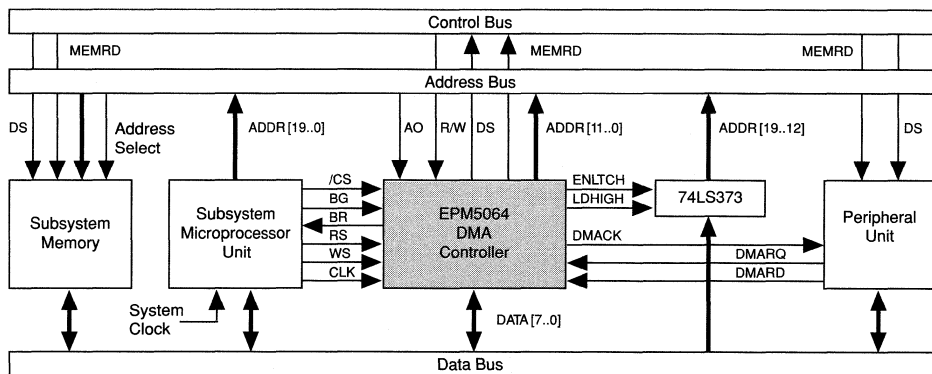 Control Bus
MEMRD
MEMRD
MEMRD
Address Bus
DS
Address
Select
ADDR [19..0]
AO
R/W
DS
ADDR [11..0]
ADDR [19..12]
DS
Subsystem
Memory
Subsystem
Microprocessor
Unit
/CS
BG
BR
RS
WS
CLK
EPM5064
DMA
Controller
ENLTCH
LDHIGH
74LS373
DMACK
DMARQ
DMARD
Peripheral
Unit
System
Clock
DATA [7..0]
Data Bus